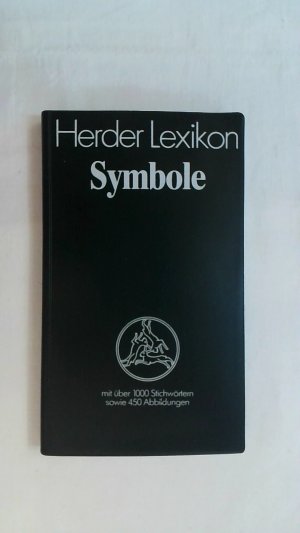 Herder Lexikon
Symbole
mit über 1000 Stichwörtern
sowie 450 Abbildungen